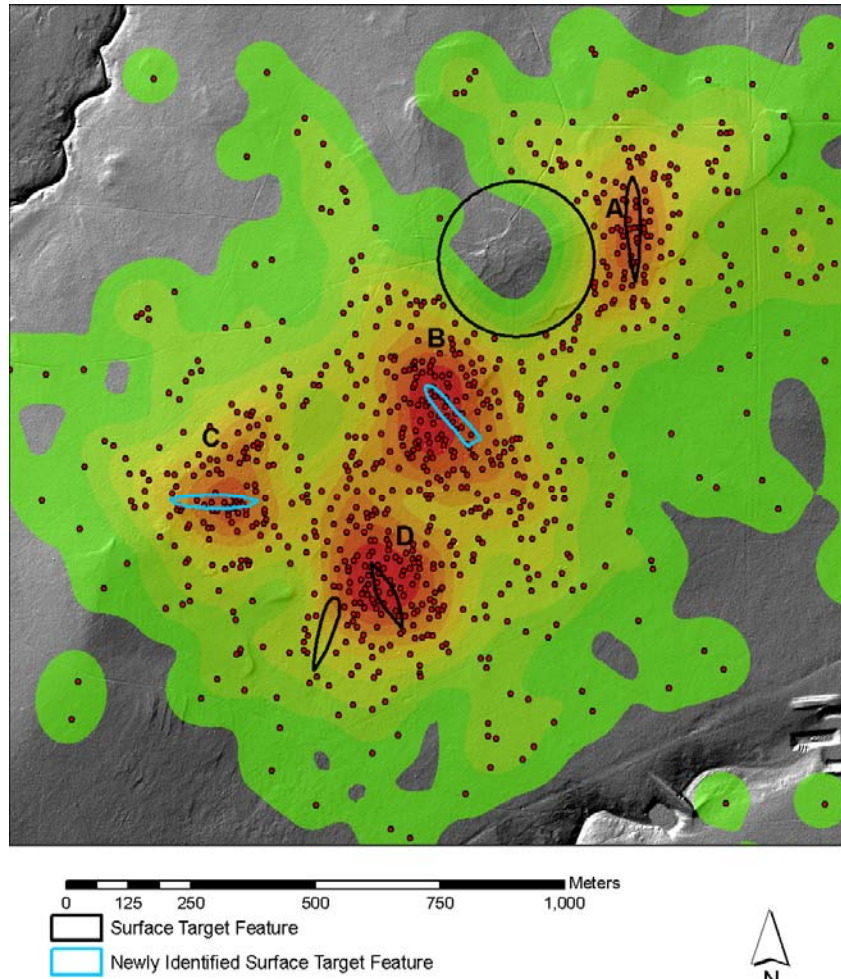 A
B
C
D
0 125 250 500 750 1,000 Meters
Surface Target Feature
Newly Identified Surface Target Feature
N